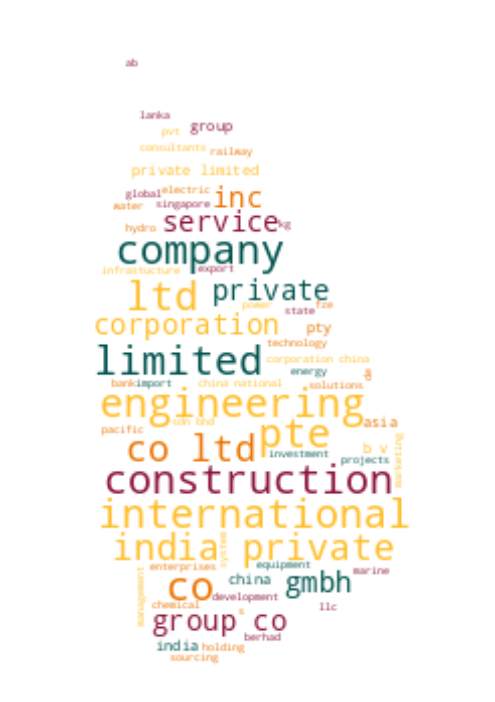 ab
lanka
pvt group
consultants railway
private limited
global electric inc
water singapore
hydro service kg
company
infrastucture export
ltd private
power state fze
corporation pty
technology
limited corporation china
energy
bank import china national solutions
engineering
sdn bhd asia
pacific pte
co ltd b v
investment projects marketing
construction
international
india private
system
enterprises equipment marine
management co china gmbh
development
chemical s llc
group co
berhad
india holding
sourcing